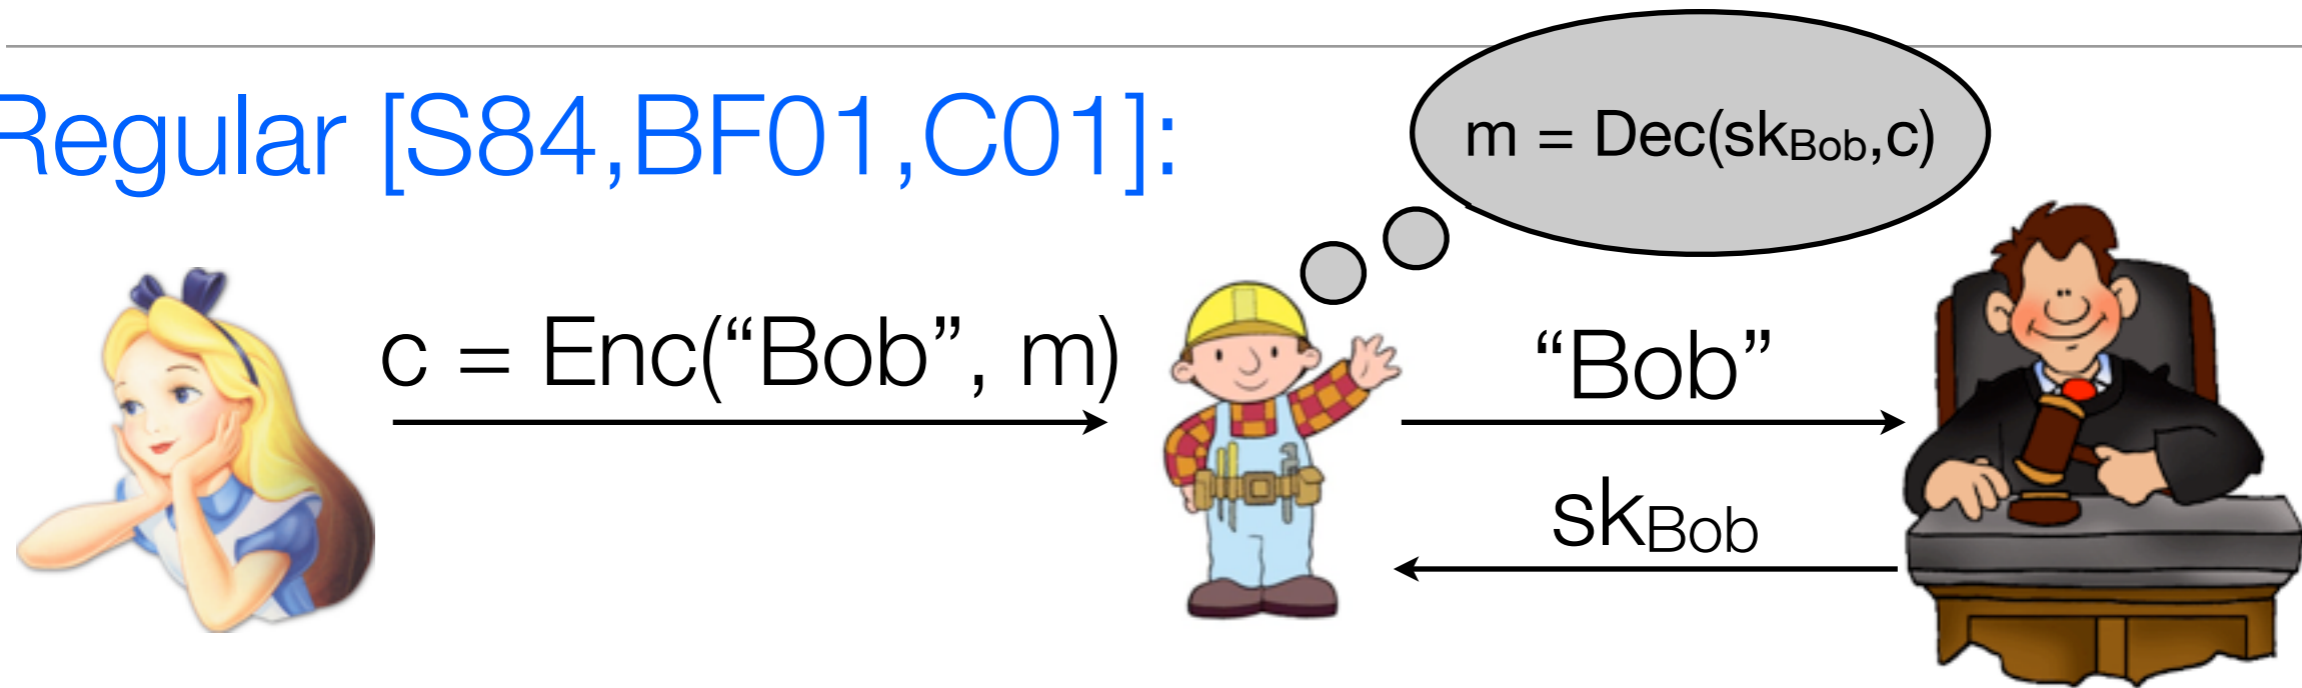 Regular [S84,BF01,C01]:
m = Dec(skBob,c)
c = Enc(“Bob”, m)
“Bob”
skBob